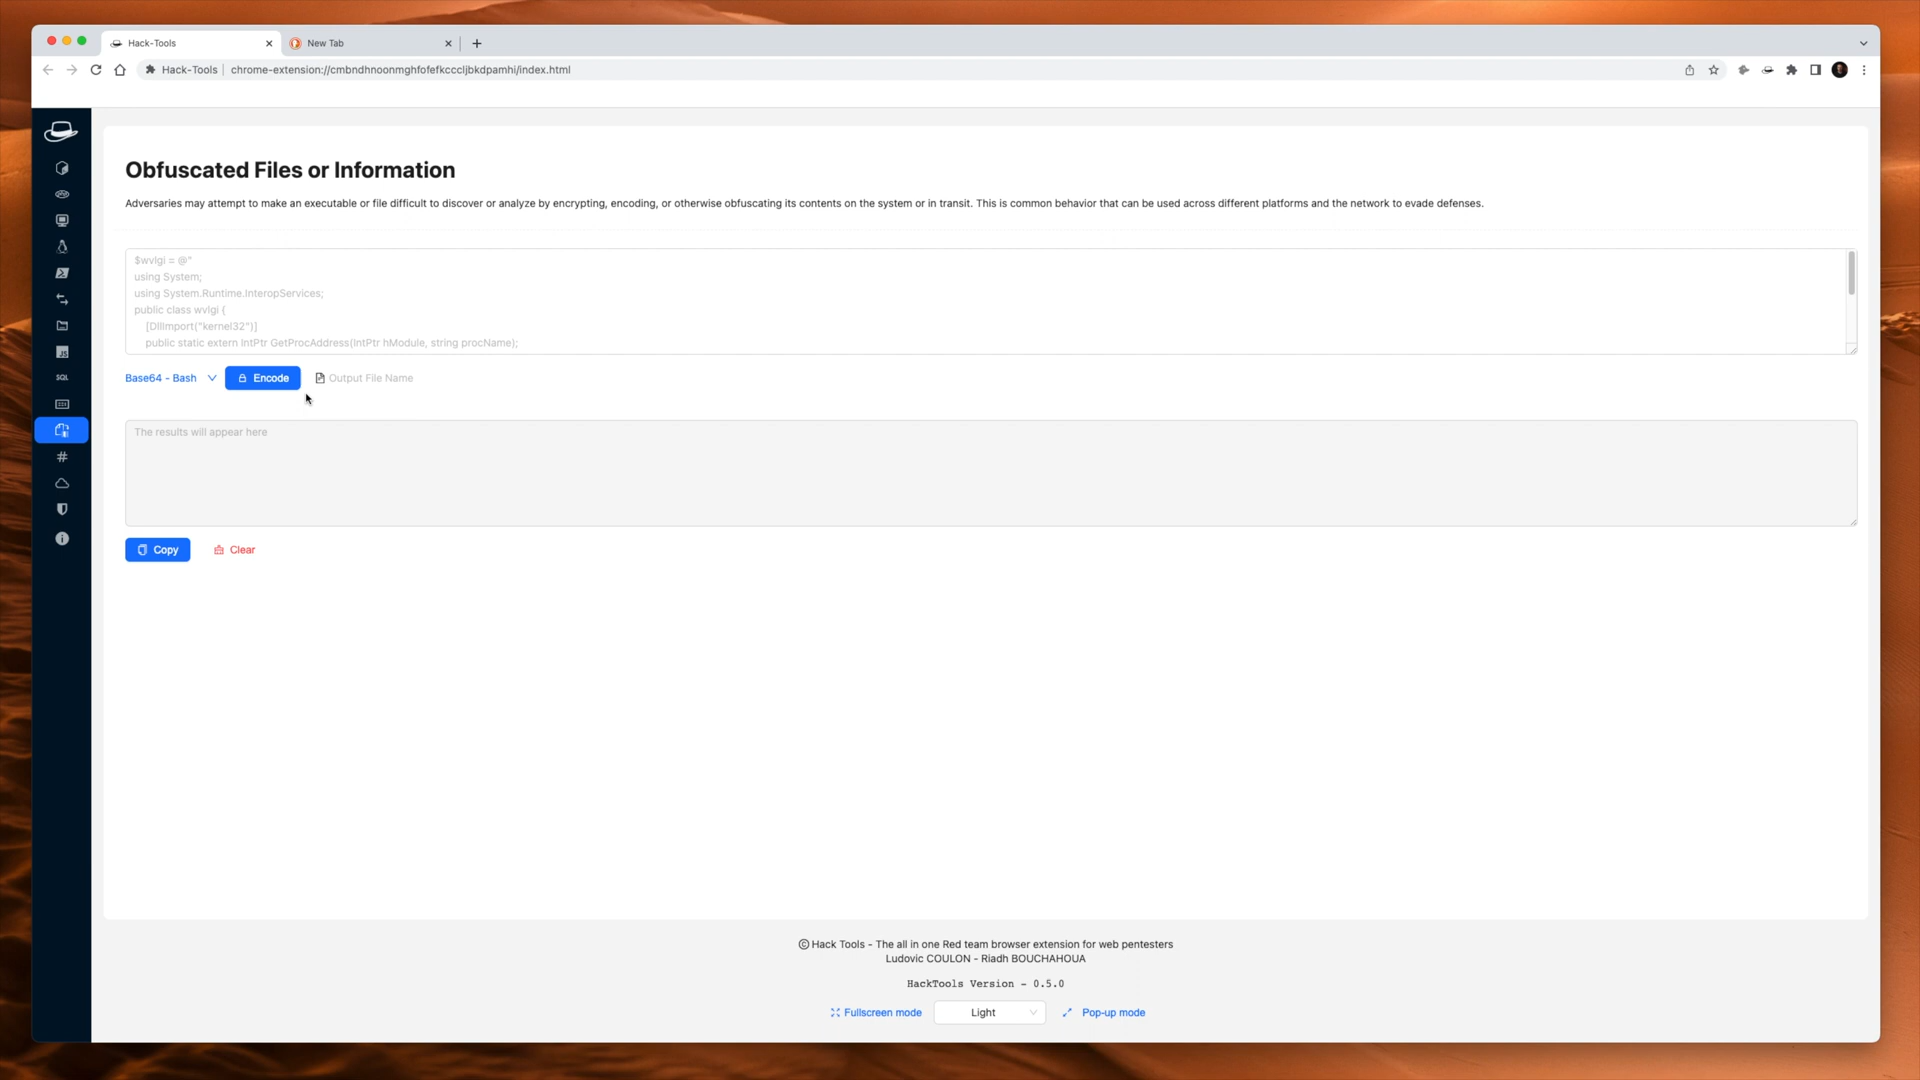 Hack-Tools
New Tab
Hack-Tools
chrome-extension://cmbndhnoonmghfofefkcccljbkdpamhi/index.html
Obfuscated Files or Information
Adversaries may attempt to make an executable or file difficult to discover or analyze by encrypting, encoding, or otherwise obfuscating its contents on the system or in transit. This is common behavior that can be used across different platforms and the network to evade defenses.
$wvlgi = @"
using System;
using System.Runtime.InteropServices;
public class wvlgi {
[DllImport("kernel32")]
public static extern IntPtr GetProcAddress(IntPtr hModule, string procName);
Base64 - Bash
Encode
Output File Name
JS
SQL
The results will appear here
Copy
Clear
© Hack Tools - The all in one Red team browser extension for web pentesters
Ludovic COULON - Riadh BOUCHAHOUA
HackTools Version - 0.5.0
Fullscreen mode
Light
Pop-up mode